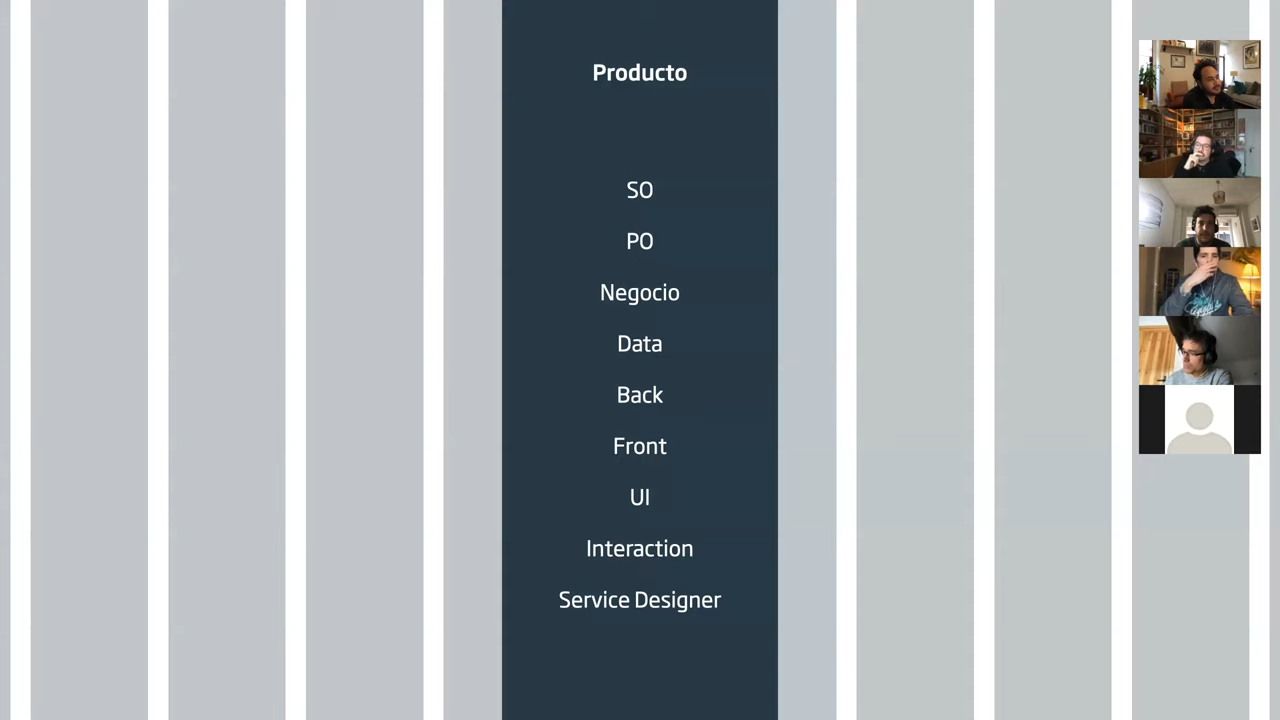 Producto
SO
PO
Negocio
Data
Back
Front
UI
Interaction
Service Designer